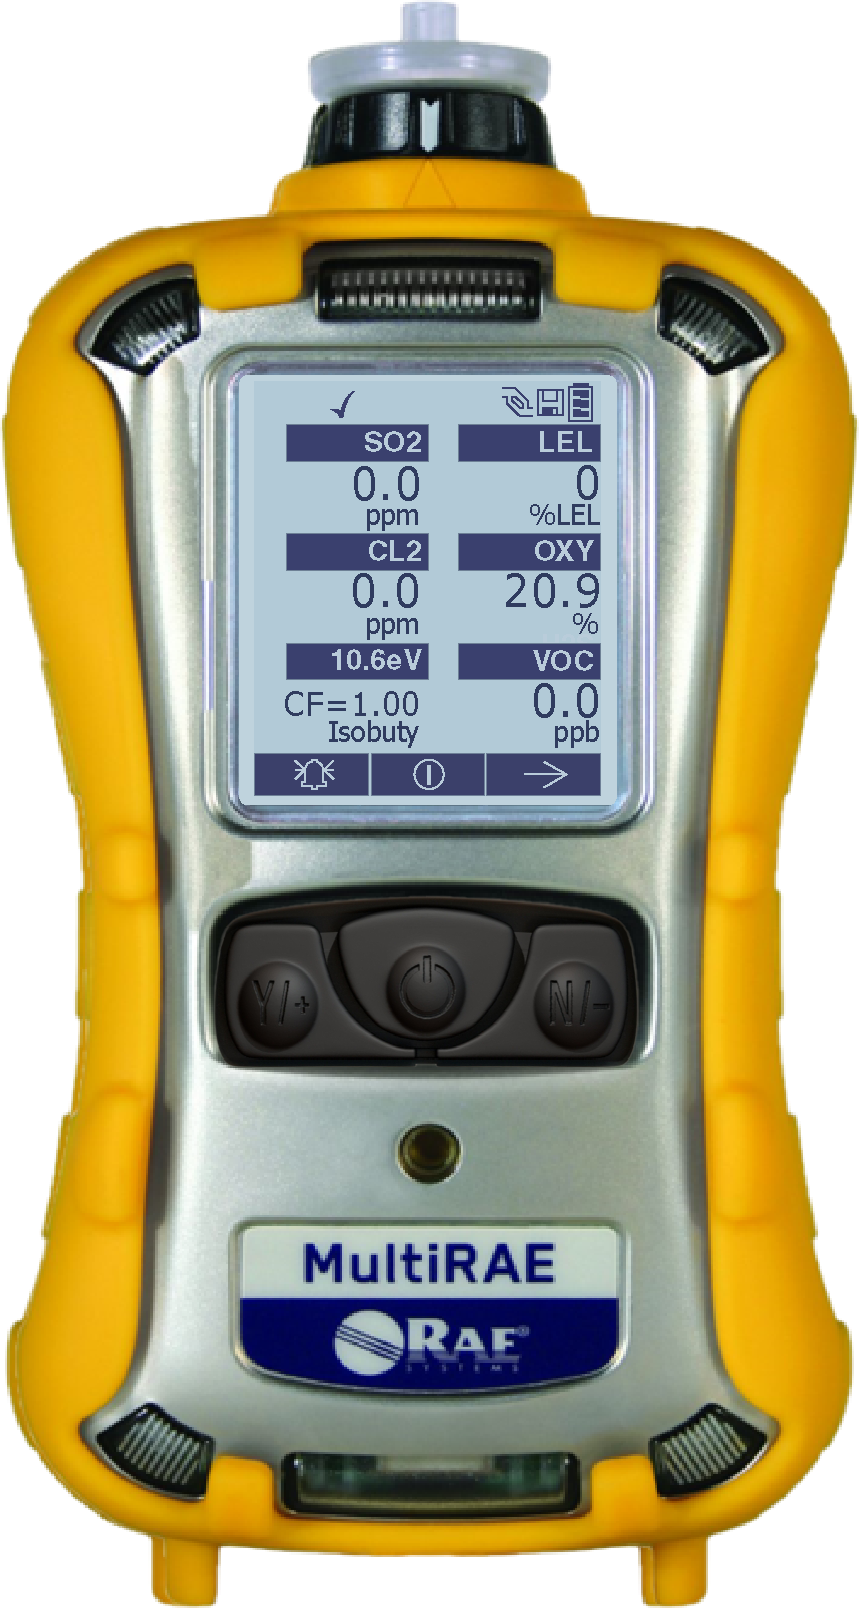 SO2 LEL
0.0 0
ppm %LEL
CL2 OXY
0.0 20.9
ppm %
10.6eV VOC
CF=1.00 0.0
Isobuty ppb
Y/+ N/-
MultiRAE
RAE®
SYSTEMS